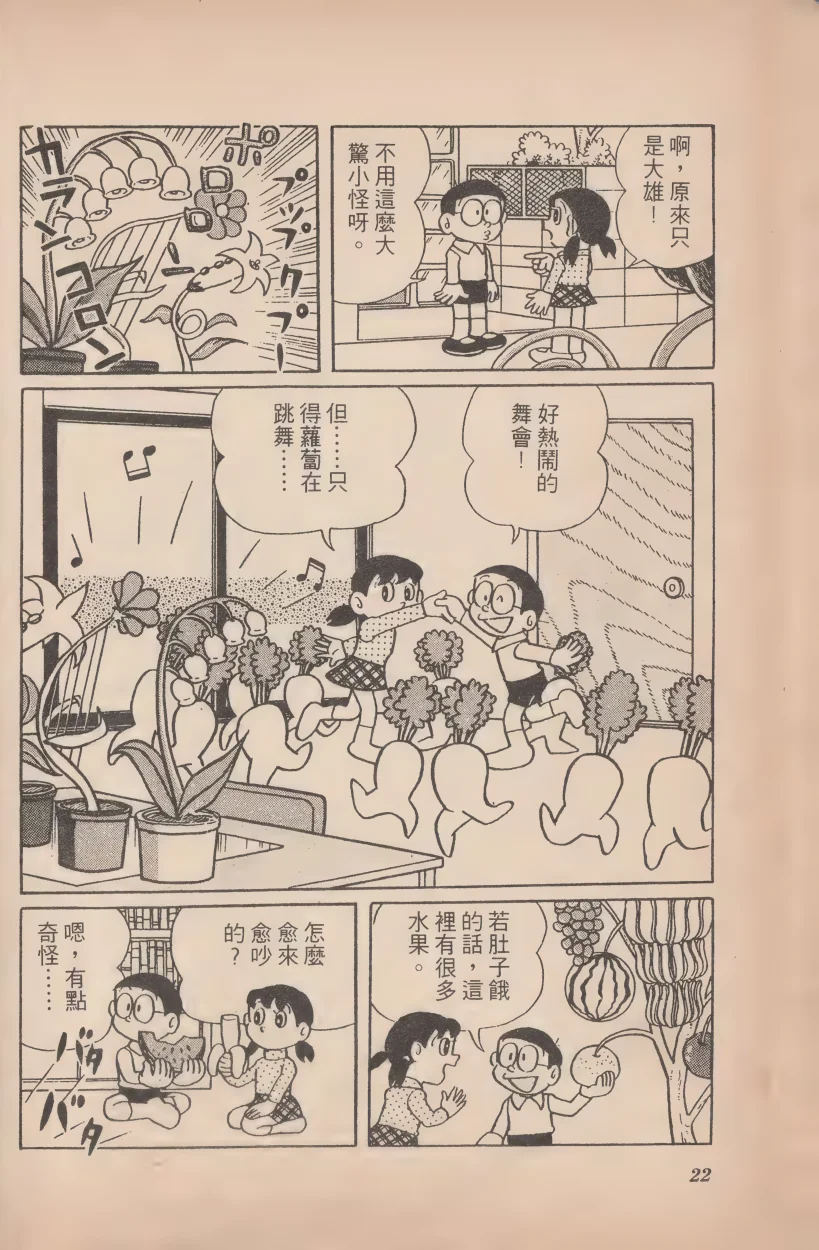 啊，原來只
是大雄！
不用這麼大
驚小怪呀。
ポ
プップクプー
カランコロン
好熱鬧的
舞會！
但……只
得蘿蔔在
跳舞……
若肚子餓
的話，這
裡有很多
水果。
怎麼
愈來
愈吵
的？
嗯，有點
奇怪……
バタ
バタ
22